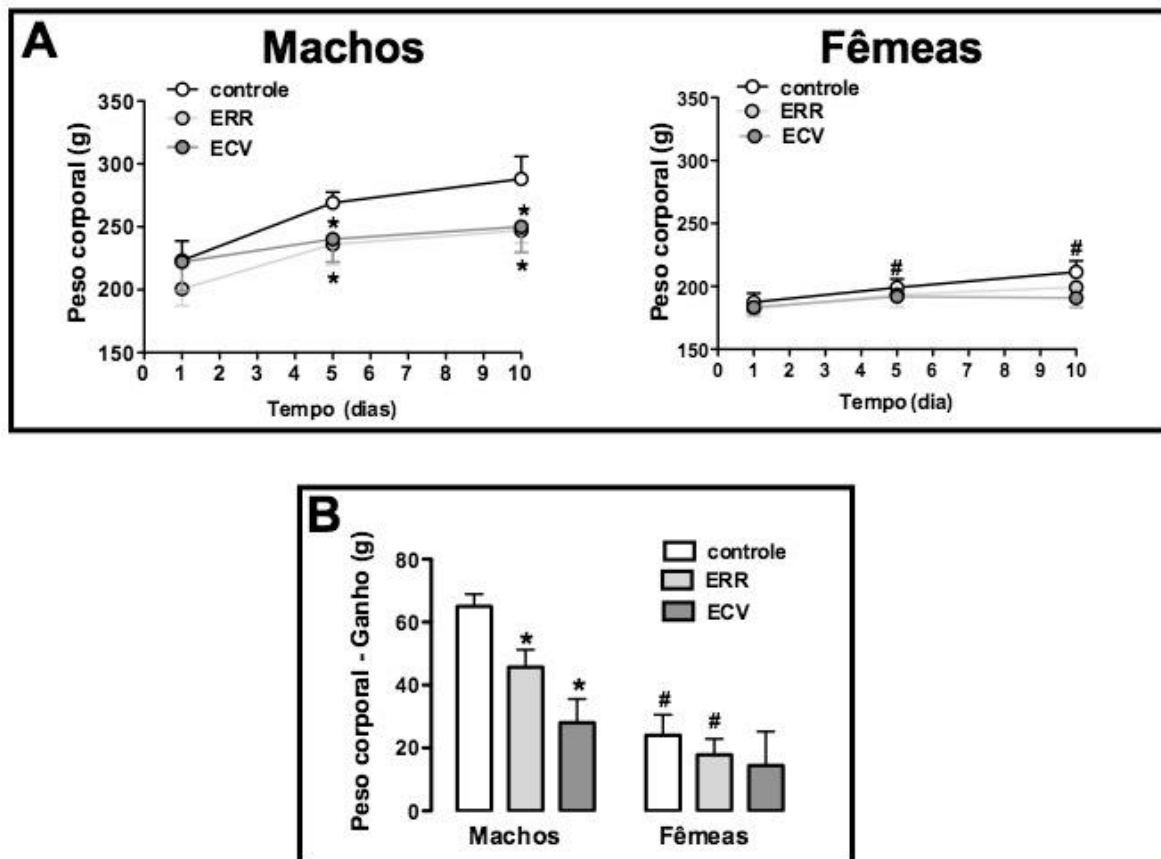 A
Machos
controle
ERR
ECV
Peso corporal (g)
350
300
250
200
150
*
*
*
*
0 1 2 3 4 5 6 7 8 9 10
Tempo (dias)
Fêmeas
controle
ERR
ECV
Peso corporal (g)
350
300
250
200
150
#
#
0 1 2 3 4 5 6 7 8 9 10
Tempo (dia)
B
Peso corporal - Ganho (g)
controle
ERR
ECV
80
60
40
20
0
*
*
#
#
Machos
Fêmeas